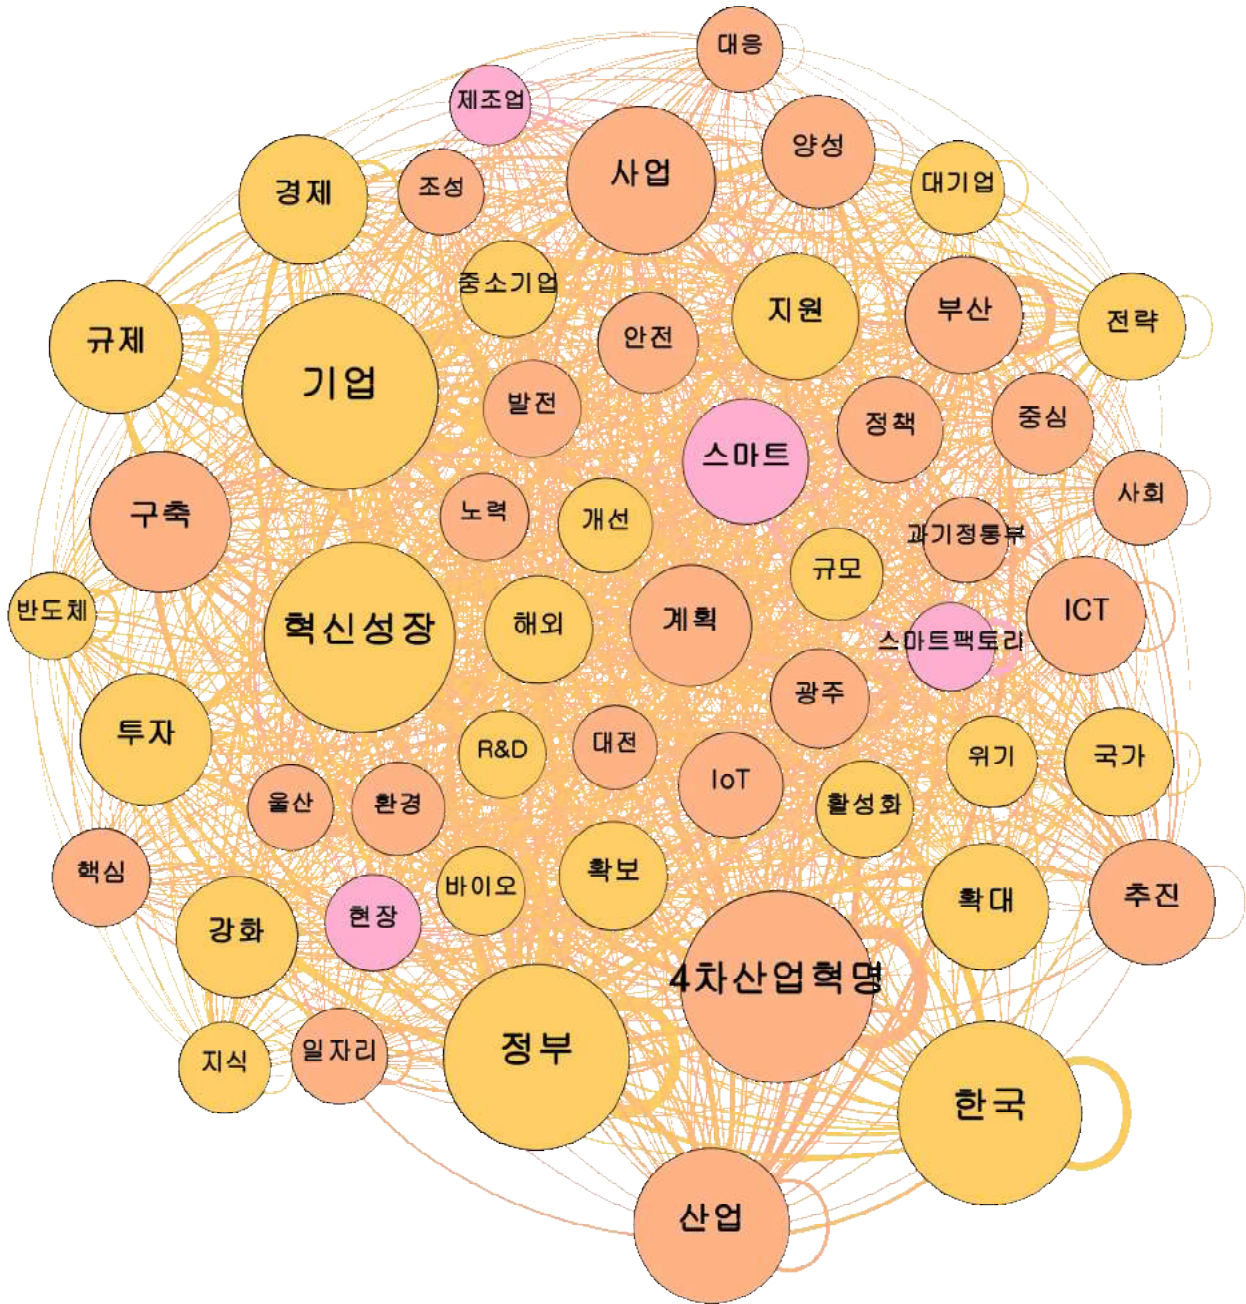 대응
제조업
양성
사업
대기업
조성
경제
중소기업
지원
부산
전략
안전
규제
기업
발전
정책
중심
스마트
사회
노력
구축
개선
과기정통부
규모
반도체
혁신성장
해외
계획
ICT
스마트팩토리
광주
투자
R&D
대전
위기
국가
IoT
울산
환경
활성화
핵심
확보
바이오
추진
현장
강화
확대
4차산업혁명
지식
일자리
정부
한국
산업